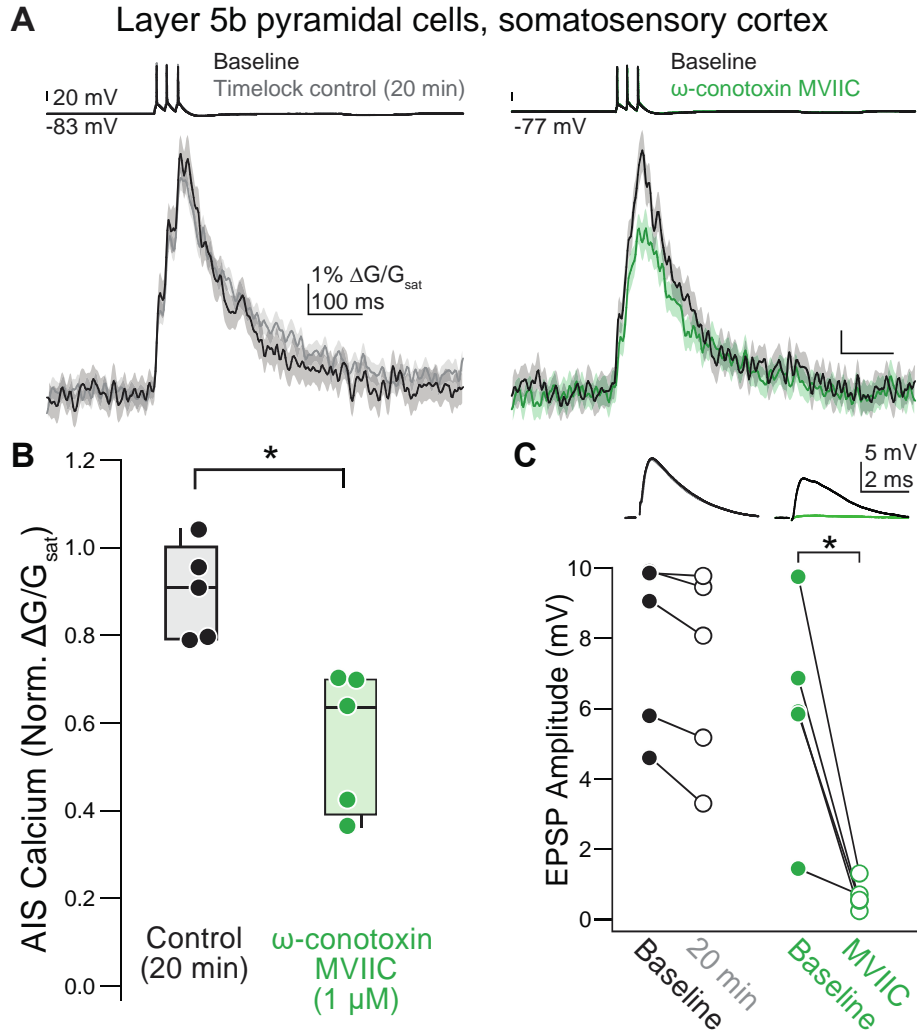 A
Layer 5b pyramidal cells, somatosensory cortex
Baseline
Timelock control (20 min)
20 mV
-83 mV
1% ΔG/Gsat
100 ms
Baseline
ω-conotoxin MVIIC
-77 mV
B
AIS Calcium (Norm. ΔG/Gsat)
1.2
1.0
0.8
0.6
0.4
0.2
0.0
*
Control
(20 min)
ω-conotoxin
MVIIC
(1 µM)
C
5 mV
2 ms
*
EPSP Amplitude (mV)
10
8
6
4
2
0
Baseline
20 min
Baseline
MVIIC